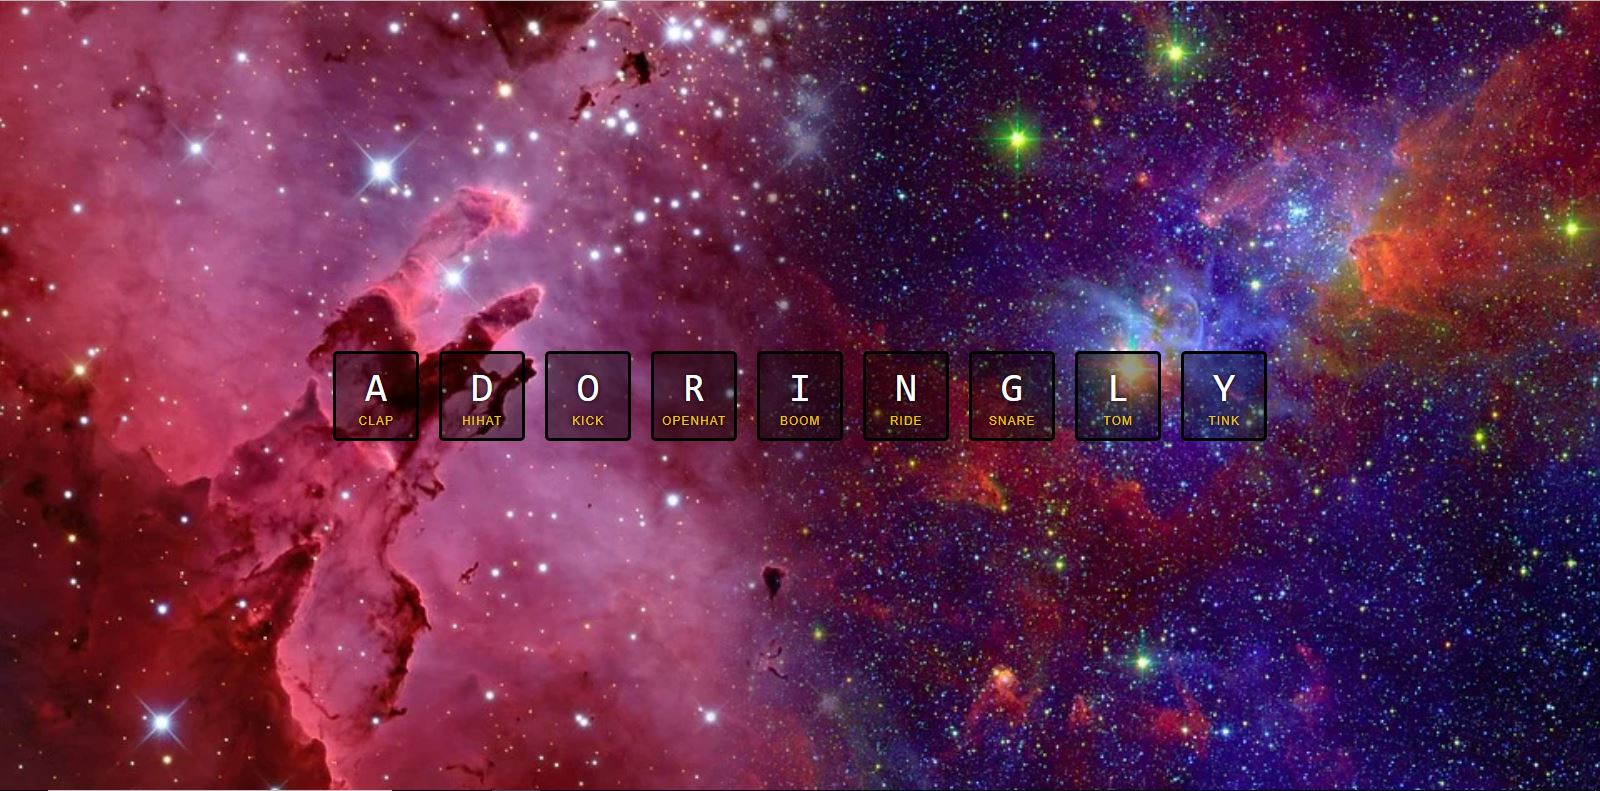 A D O R I N G L Y
CLAP HIHAT KICK OPENHAT BOOM RIDE SNARE TOM TINK